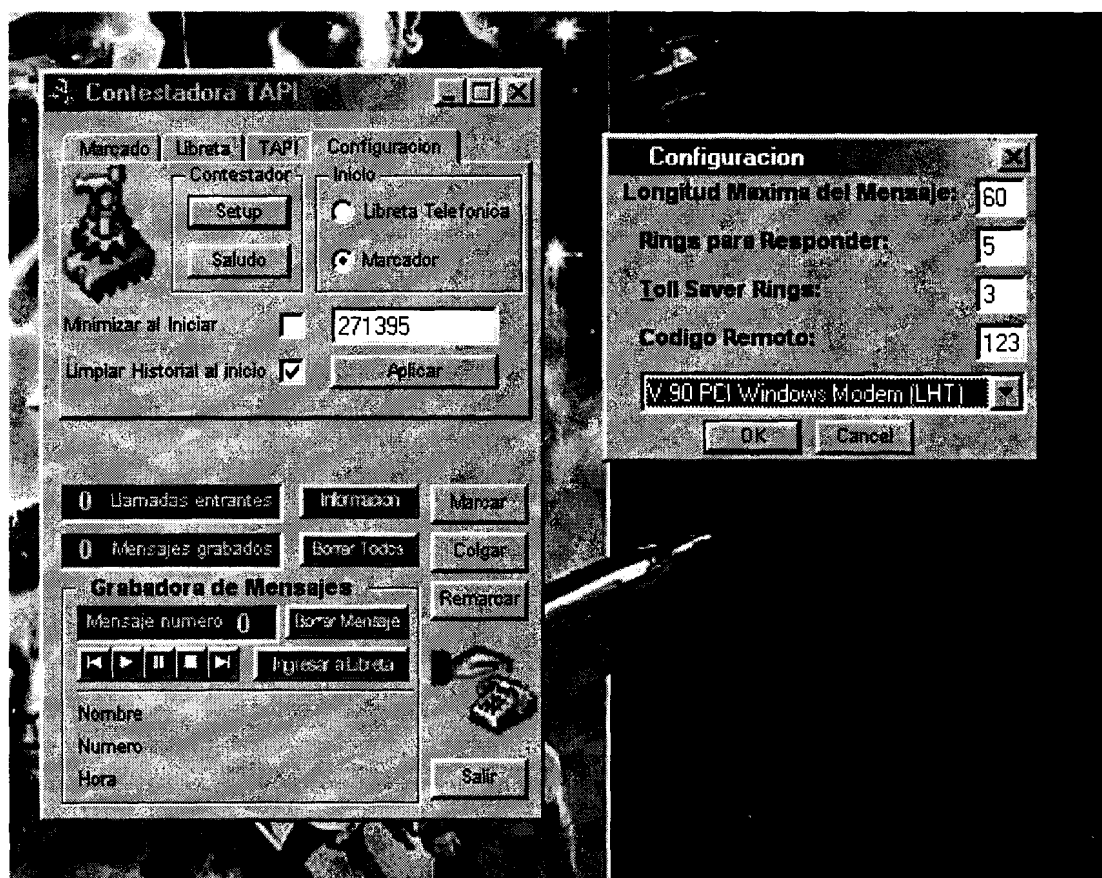 Contestadora TAPI
Marcado Libreta TAPI Configuracion
Contestador
Setup
Saludo
Inicio
Libreta Telefonica
Marcador
Minimizar al Iniciar
271395
Limpiar Historial al inicio
Aplicar
0 Llamadas entrantes
Informacion
Marcar
0 Mensajes grabados
Borrar Todos
Colgar
Grabadora de Mensajes
Remarcar
Mensaje numero 0
Borrar Mensaje
Ingresar a Libreta
Nombre
Numero
Hora
Salir
Configuracion
Longitud Maxima del Mensaje: 60
Rings para Responder: 5
Toll Saver Rings: 3
Codigo Remoto: 123
V.90 PCI Windows Modem (LHT)
OK Cancel